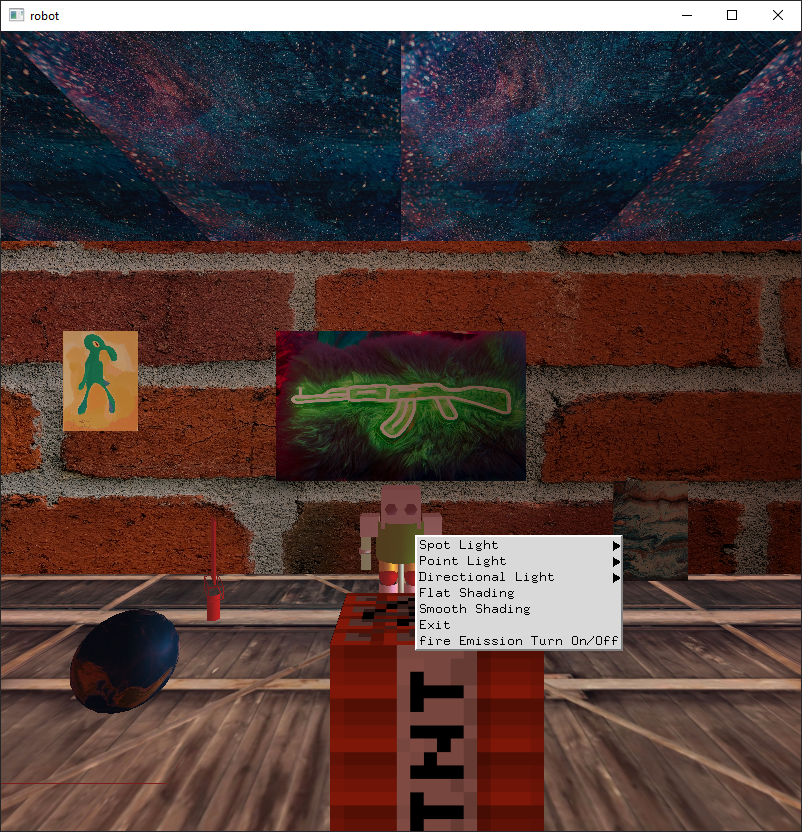 robot
Spot Light
Point Light
Directional Light
Flat Shading
Smooth Shading
Exit
fire Emission Turn On/Off
TNT